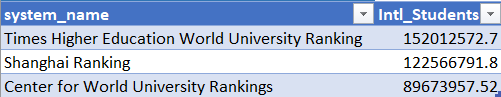 system_name Intl_Students
Times Higher Education World University Ranking 152012572.7
Shanghai Ranking 122566791.8
Center for World University Rankings 89673957.52